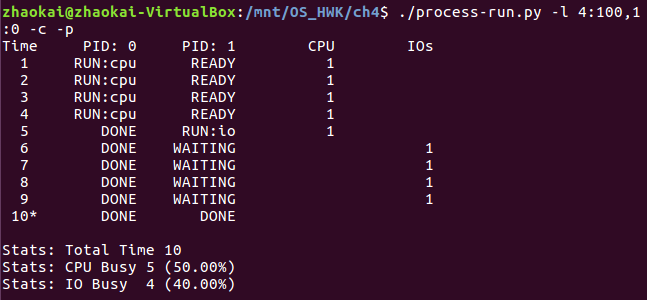 zhaokai@zhaokai-VirtualBox:/mnt/OS_HWK/ch4$ ./process-run.py -l 4:100,1
:0 -c -p
Time     PID: 0     PID: 1        CPU        IOs
  1     RUN:cpu      READY          1
  2     RUN:cpu      READY          1
  3     RUN:cpu      READY          1
  4     RUN:cpu      READY          1
  5        DONE     RUN:io          1
  6        DONE    WAITING                     1
  7        DONE    WAITING                     1
  8        DONE    WAITING                     1
  9        DONE    WAITING                     1
 10*       DONE       DONE

Stats: Total Time 10
Stats: CPU Busy 5 (50.00%)
Stats: IO Busy  4 (40.00%)